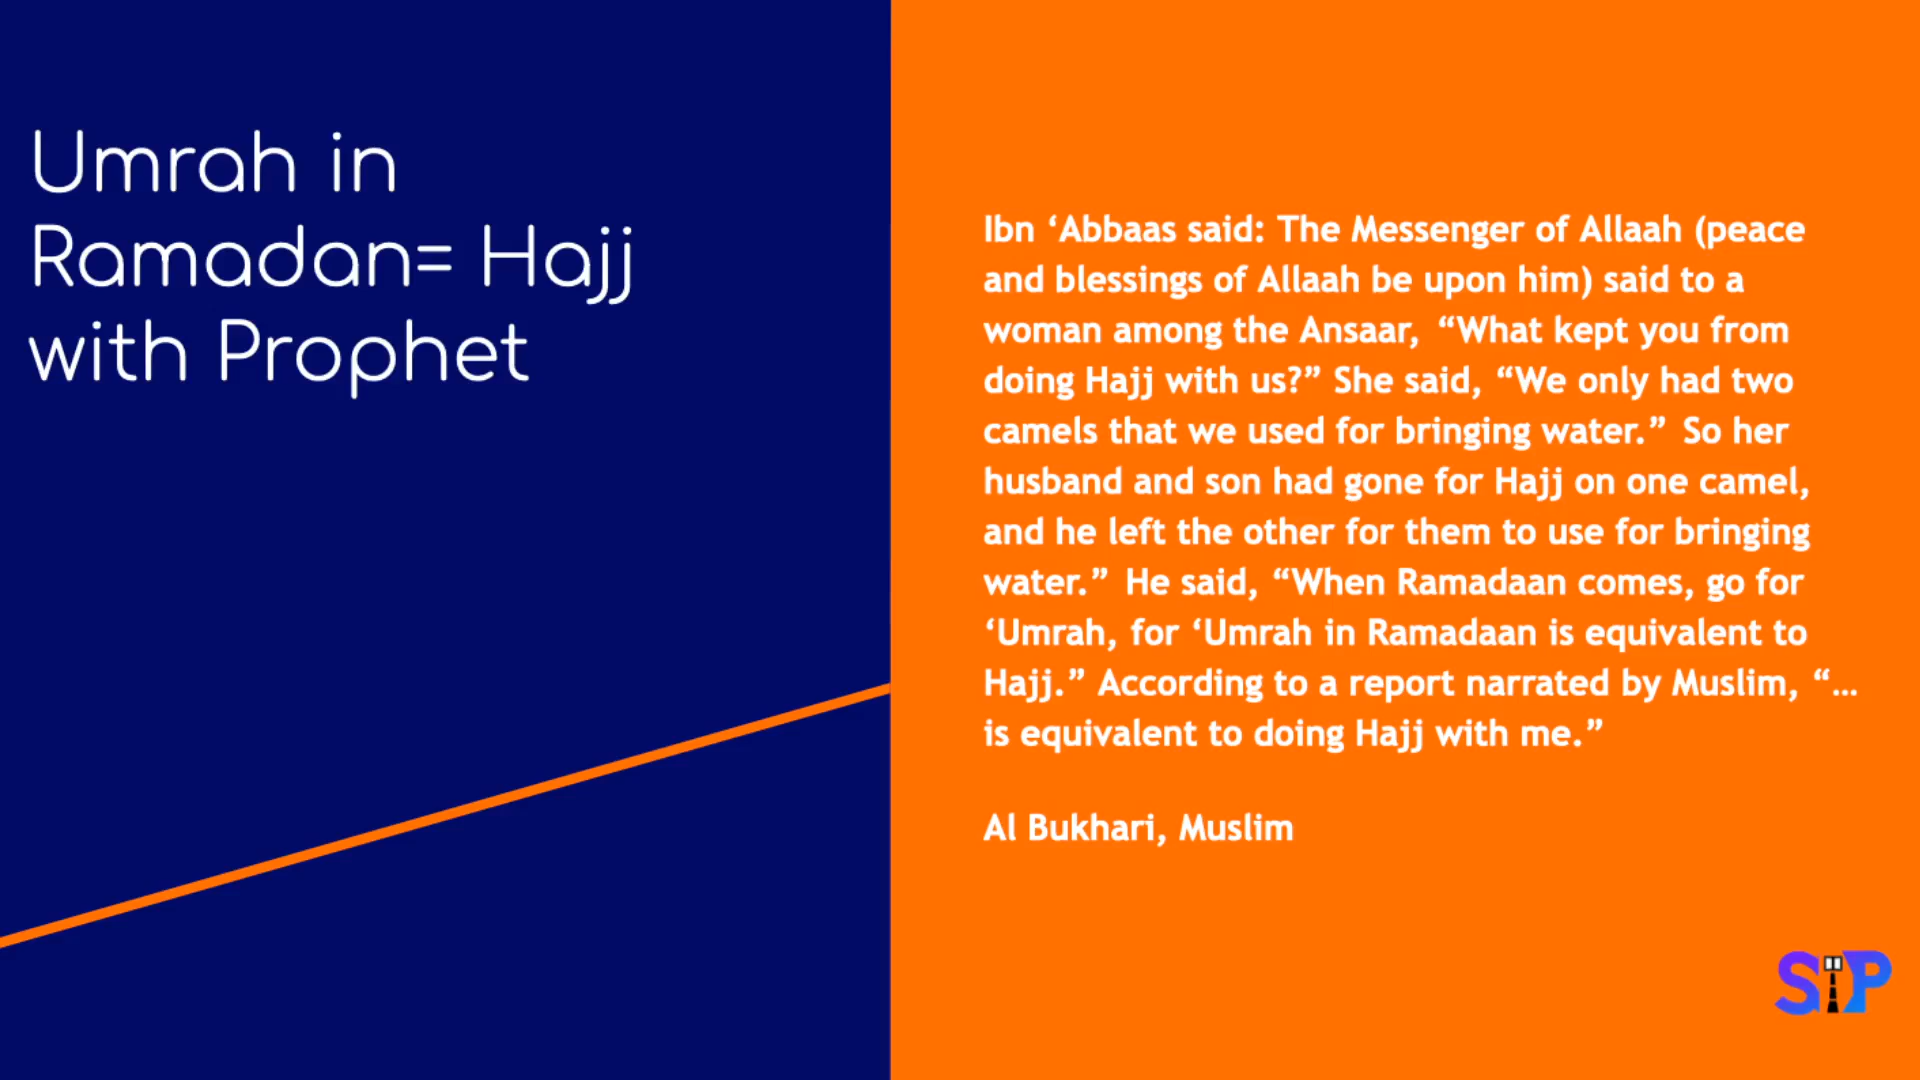 Umrah in
Ramadan= Hajj
with Prophet
Ibn ‘Abbaas said: The Messenger of Allaah (peace
and blessings of Allaah be upon him) said to a
woman among the Ansaar, “What kept you from
doing Hajj with us?” She said, “We only had two
camels that we used for bringing water.” So her
husband and son had gone for Hajj on one camel,
and he left the other for them to use for bringing
water.” He said, “When Ramadaan comes, go for
‘Umrah, for ‘Umrah in Ramadaan is equivalent to
Hajj.” According to a report narrated by Muslim, “…
is equivalent to doing Hajj with me.”
Al Bukhari, Muslim
SiP